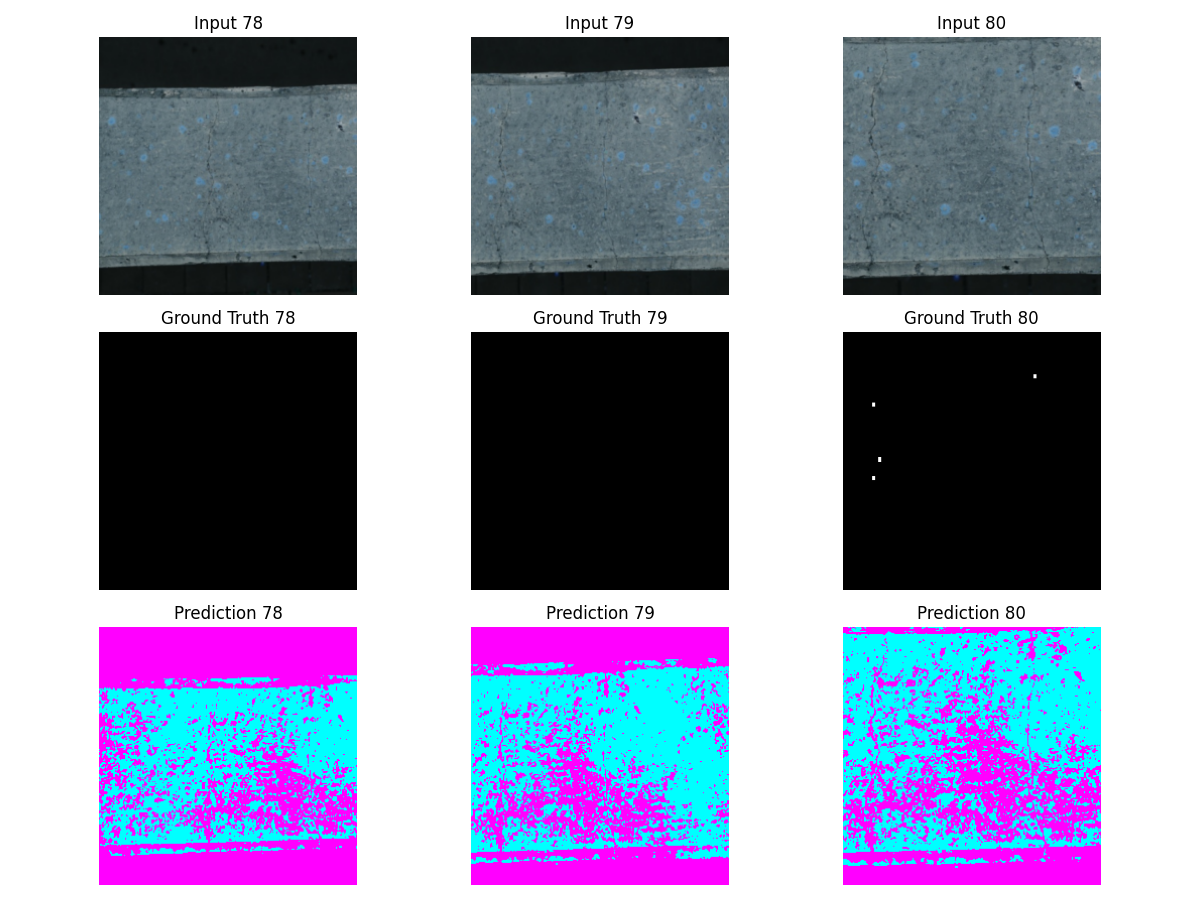 Input 78
Input 79
Input 80
Ground Truth 78
Ground Truth 79
Ground Truth 80
Prediction 78
Prediction 79
Prediction 80